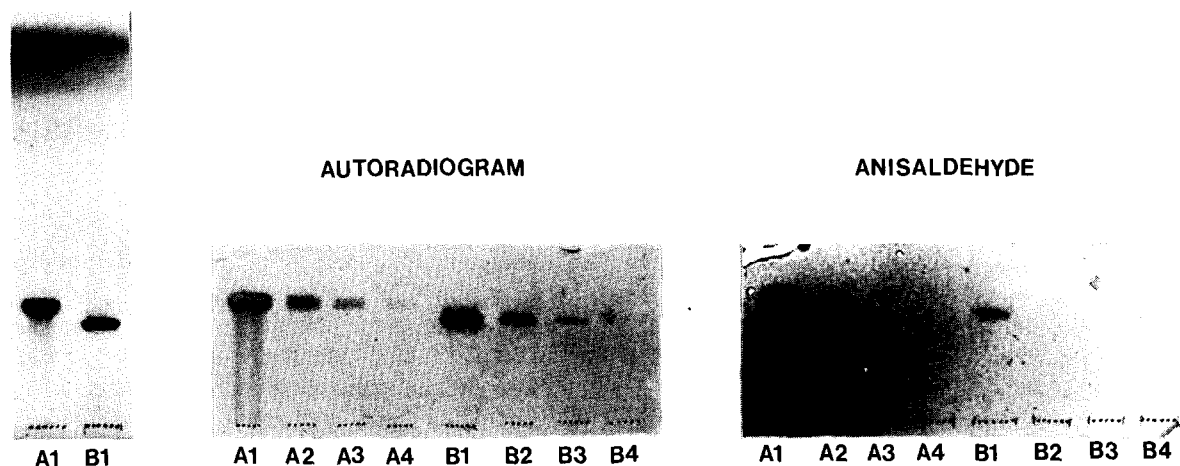 AUTORADIOGRAM
ANISALDEHYDE
A1 B1
A1 A2 A3 A4 B1 B2 B3 B4
A1 A2 A3 A4 B1 B2 B3 B4